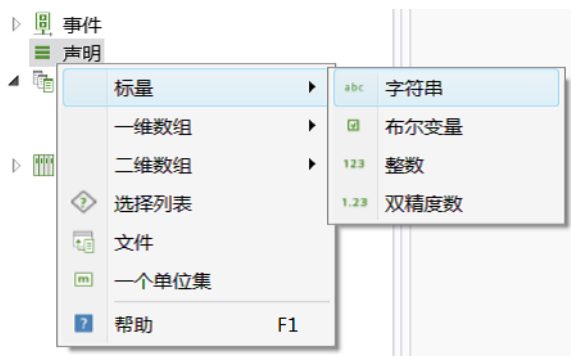 事件
声明
标量
一维数组
二维数组
选择列表
文件
m 一个单位集
? 帮助 F1
abc 字符串
布尔变量
123 整数
1.23 双精度数